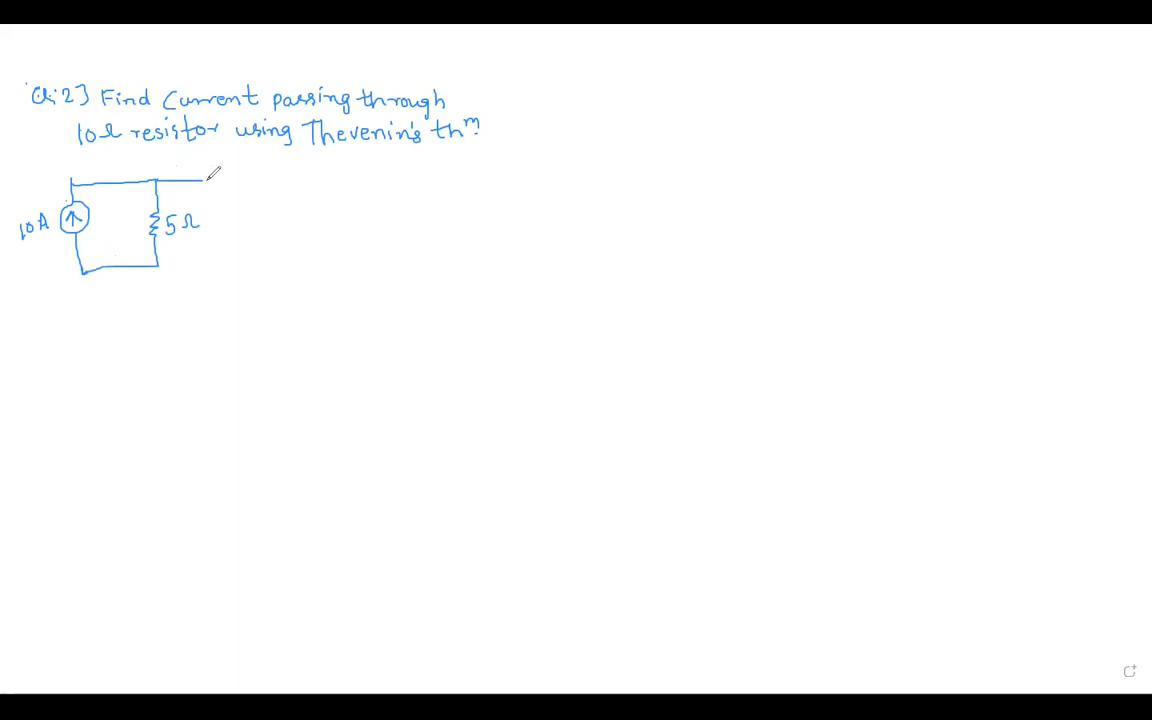 Q:2] Find Current passing through
10Ω resistor using Thevenin's thm?
10A
5Ω